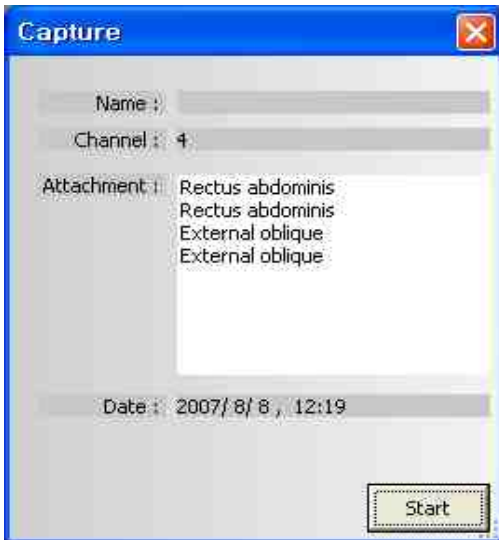 Capture
Name :
Channel : 4
Attachment : Rectus abdominis
Rectus abdominis
External oblique
External oblique
Date : 2007/ 8/ 8 , 12:19
Start